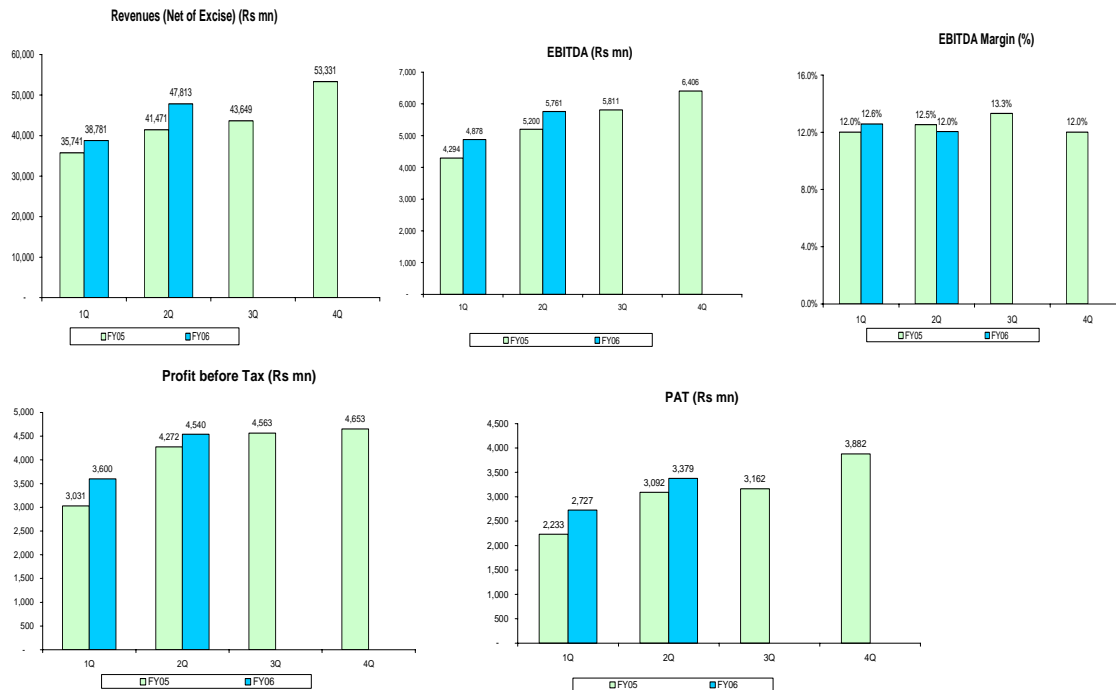 Revenues (Net of Excise) (Rs mn)
60,000
50,000
40,000
30,000
20,000
10,000
-
35,741
38,781
41,471
47,813
43,649
53,331
1Q
2Q
3Q
4Q
FY05
FY06
EBITDA (Rs mn)
7,000
6,000
5,000
4,000
3,000
2,000
1,000
-
4,294
4,878
5,200
5,761
5,811
6,406
1Q
2Q
3Q
4Q
FY05
FY06
EBITDA Margin (%)
16.0%
12.0%
8.0%
4.0%
0.0%
12.0%
12.6%
12.5%
12.0%
13.3%
12.0%
1Q
2Q
3Q
4Q
FY05
FY06
Profit before Tax (Rs mn)
5,000
4,500
4,000
3,500
3,000
2,500
2,000
1,500
1,000
500
-
3,031
3,600
4,272
4,540
4,563
4,653
1Q
2Q
3Q
4Q
FY05
FY06
PAT (Rs mn)
4,500
4,000
3,500
3,000
2,500
2,000
1,500
1,000
500
-
2,233
2,727
3,092
3,379
3,162
3,882
1Q
2Q
3Q
4Q
FY05
FY06